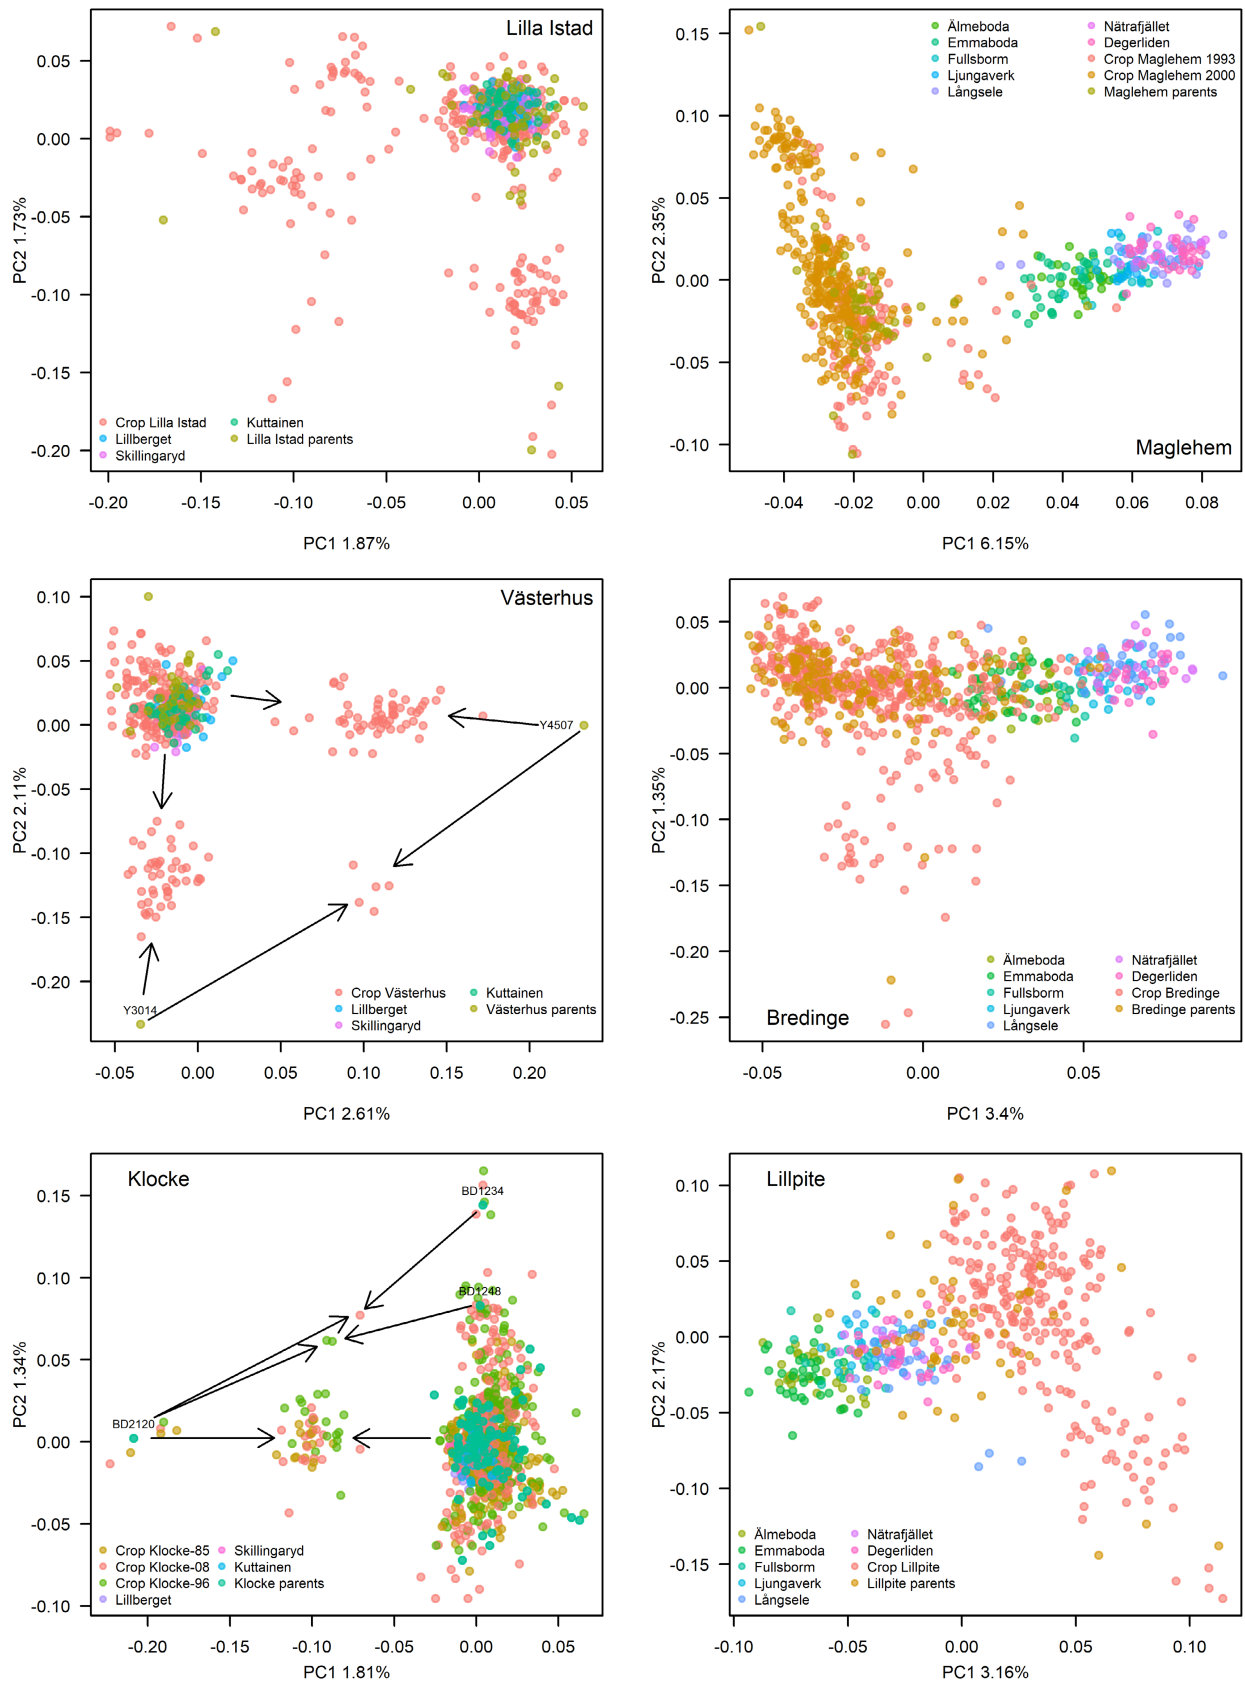 Lilla Istad
0.05
0.00
-0.05
-0.10
-0.15
-0.20
PC2 1.73%
Crop Lilla Istad
Lillberget
Skillingaryd
Kuttainen
Lilla Istad parents
-0.20 -0.15 -0.10 -0.05 0.00 0.05
PC1 1.87%
Älmeboda
Emmaboda
Fullsborm
Ljungaverk
Långsele
Nätrafjället
Degerliden
Crop Maglehem 1993
Crop Maglehem 2000
Maglehem parents
0.15
0.10
0.05
0.00
-0.05
-0.10
PC2 2.35%
Maglehem
-0.04 -0.02 0.00 0.02 0.04 0.06 0.08
PC1 6.15%
Västerhus
0.10
0.05
0.00
-0.05
-0.10
-0.15
-0.20
PC2 2.11%
Y4507
Y3014
Crop Västerhus
Lillberget
Skillingaryd
Kuttainen
Västerhus parents
-0.05 0.00 0.05 0.10 0.15 0.20
PC1 2.61%
0.05
0.00
-0.05
-0.10
-0.15
-0.20
-0.25
PC2 1.35%
Bredinge
Älmeboda
Emmaboda
Fullsborm
Ljungaverk
Långsele
Nätrafjället
Degerliden
Crop Bredinge
Bredinge parents
-0.05 0.00 0.05
PC1 3.4%
Klocke
0.15
0.10
0.05
0.00
-0.05
-0.10
PC2 1.34%
BD1234
BD1248
BD2120
Crop Klocke-85
Crop Klocke-08
Crop Klocke-96
Lillberget
Skillingaryd
Kuttainen
Klocke parents
-0.20 -0.15 -0.10 -0.05 0.00 0.05
PC1 1.81%
Lillpite
0.10
0.05
0.00
-0.05
-0.10
-0.15
PC2 2.17%
Älmeboda
Emmaboda
Fullsborm
Ljungaverk
Långsele
Nätrafjället
Degerliden
Crop Lillpite
Lillpite parents
-0.10 -0.05 0.00 0.05 0.10
PC1 3.16%